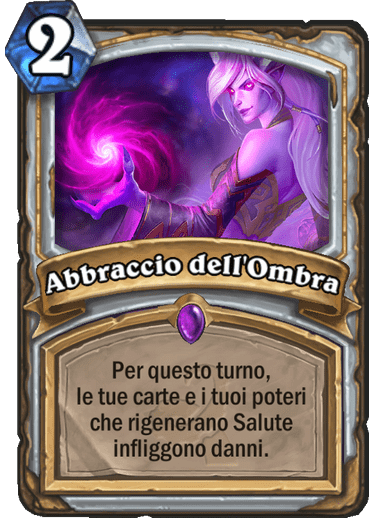 2
Abbraccio dell'Ombra
Per questo turno,
le tue carte e i tuoi poteri
che rigenerano Salute
infliggono danni.